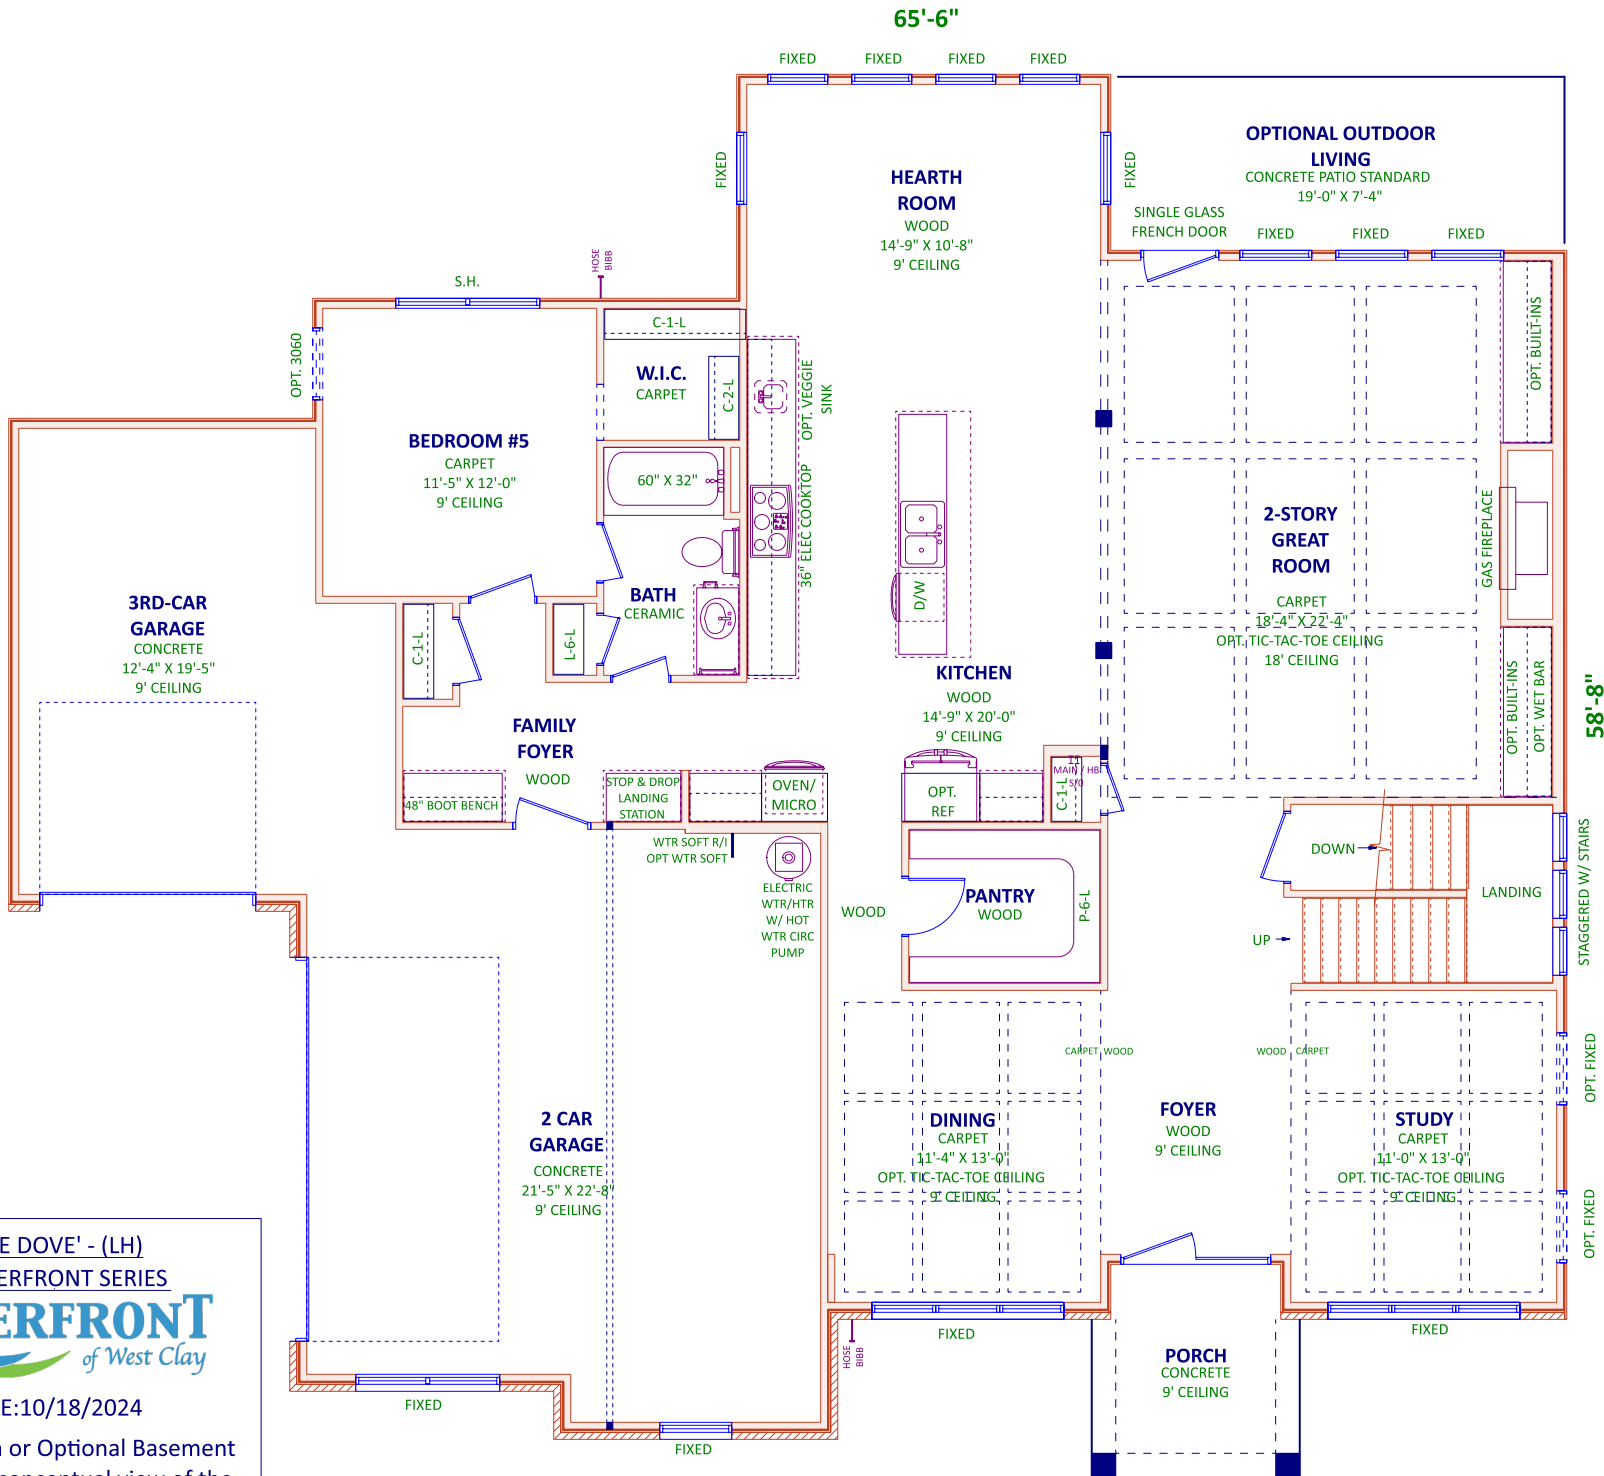 65'-6"
FIXED
FIXED
FIXED
FIXED
FIXED
FIXED
HEARTH
ROOM
WOOD
14'-9" X 10'-8"
9' CEILING
OPTIONAL OUTDOOR
LIVING
CONCRETE PATIO STANDARD
19'-0" X 7'-4"
SINGLE GLASS
FRENCH DOOR
FIXED
FIXED
FIXED
HOSE
BIBB
S.H.
OPT. 3060
C-1-L
W.I.C.
CARPET
C-2-L
OPT. VEGGIE
SINK
OPT. BUILT-INS
BEDROOM #5
CARPET
11'-5" X 12'-0"
9' CEILING
60" X 32"
36" ELEC COOKTOP
GAS FIREPLACE
2-STORY
GREAT
ROOM
CARPET
18'-4" X 22'-4"
OPT. TIC-TAC-TOE CEILING
18' CEILING
BATH
CERAMIC
D/W
3RD-CAR
GARAGE
CONCRETE
12'-4" X 19'-5"
9' CEILING
C-1-L
L-6-L
KITCHEN
WOOD
14'-9" X 20'-0"
9' CEILING
OPT. BUILT-INS
OPT. WET BAR
58'-8"
FAMILY
FOYER
WOOD
48" BOOT BENCH
STOP & DROP
LANDING
STATION
OVEN/
MICRO
OPT.
REF
MAIN / HB
S/O
C-1-L
WTR SOFT R/I
OPT WTR SOFT
ELECTRIC
WTR/HTR
W/ HOT
WTR CIRC
PUMP
WOOD
PANTRY
WOOD
P-6-L
DOWN
LANDING
UP
STAGGERED W/ STAIRS
CARPET
WOOD
WOOD
CARPET
OPT. FIXED
2 CAR
GARAGE
CONCRETE
21'-5" X 22'-8"
9' CEILING
DINING
CARPET
11'-4" X 13'-0"
OPT. TIC-TAC-TOE CEILING
9' CEILING
FOYER
WOOD
9' CEILING
STUDY
CARPET
11'-0" X 13'-0"
OPT. TIC-TAC-TOE CEILING
9' CEILING
OPT. FIXED
E DOVE' - (LH)
ERFRONT SERIES
ERFRONT
of West Clay
E:10/18/2024
or Optional Basement
conceptual view of the
FIXED
FIXED
HOSE
BIBB
FIXED
FIXED
PORCH
CONCRETE
9' CEILING